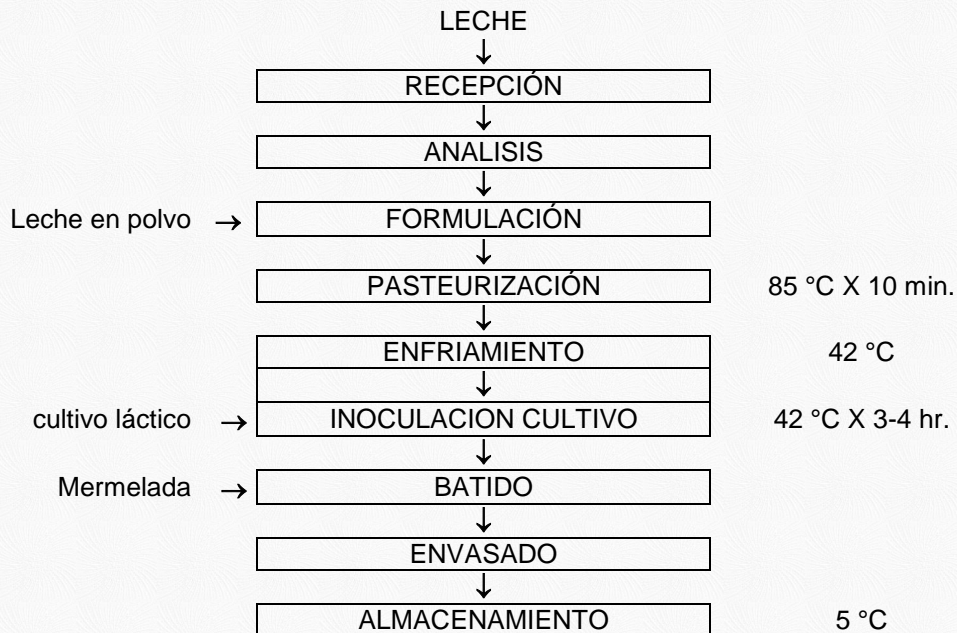 LECHE
↓
RECEPCIÓN
↓
ANALISIS
↓
Leche en polvo → FORMULACIÓN
↓
PASTEURIZACIÓN 85 °C X 10 min.
↓
ENFRIAMIENTO 42 °C
↓
cultivo láctico → INOCULACION CULTIVO 42 °C X 3-4 hr.
↓
Mermelada → BATIDO
↓
ENVASADO
↓
ALMACENAMIENTO 5 °C